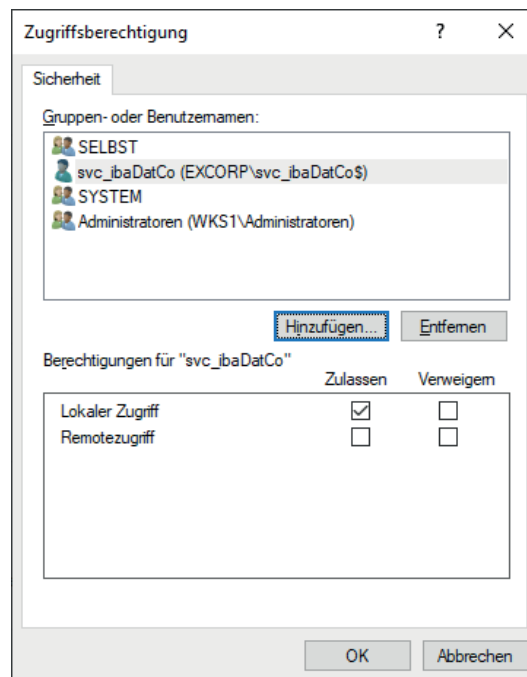 Zugriffsberechtigung
Sicherheit
Gruppen- oder Benutzernamen:
SELBST
svc_ibaDatCo (EXCORP\svc_ibaDatCo$)
SYSTEM
Administratoren (WKS1\Administratoren)
Hinzufügen...
Entfernen
Berechtigungen für "svc_ibaDatCo"
Zulassen Verweigern
Lokaler Zugriff
Remotezugriff
OK
Abbrechen